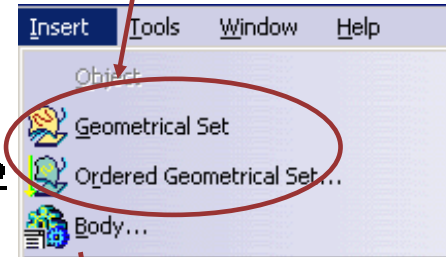 Insert Tools Window Help
Object
Geometrical Set
Ordered Geometrical Set...
Body...